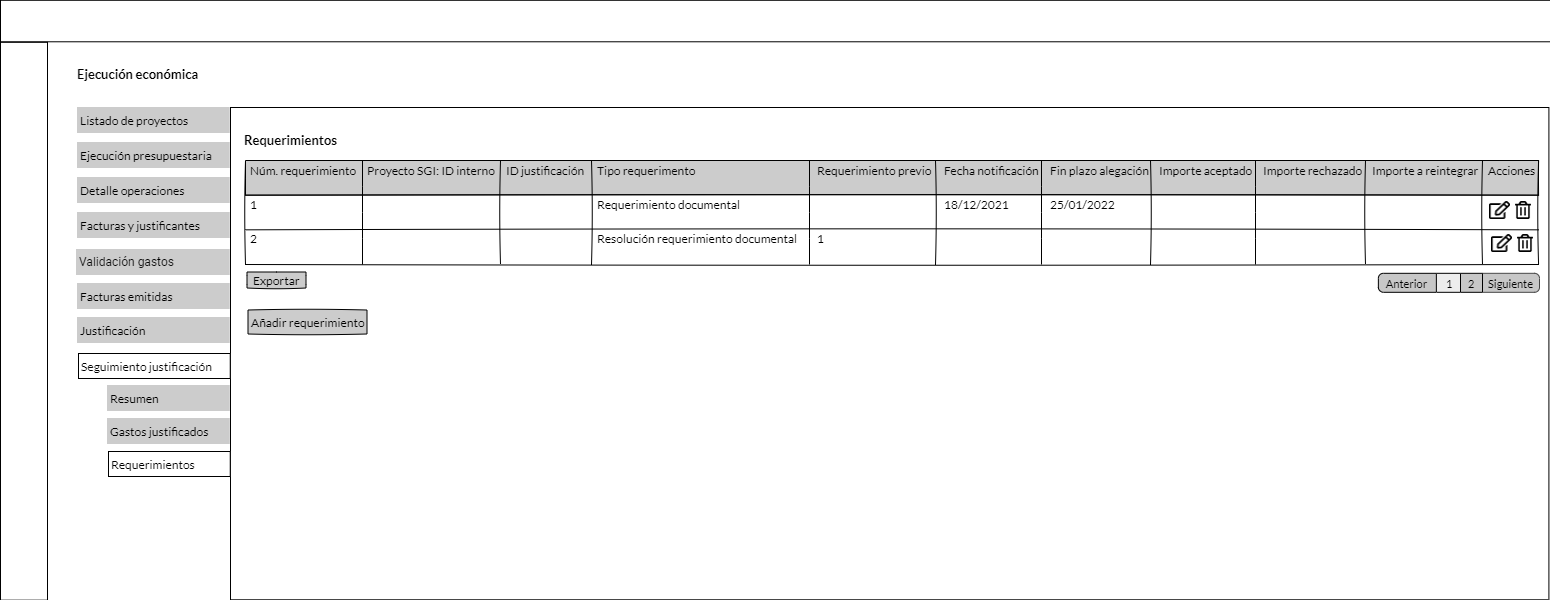 Ejecución económica
Listado de proyectos
Ejecución presupuestaria
Detalle operaciones
Facturas y justificantes
Validación gastos
Facturas emitidas
Justificación
Seguimiento justificación
Resumen
Gastos justificados
Requerimientos
Requerimientos
Núm. requerimiento Proyecto SGI: ID interno ID justificación Tipo requerimento Requerimiento previo Fecha notificación Fin plazo alegación Importe aceptado Importe rechazado Importe a reintegrar Acciones
1 Requerimiento documental 18/12/2021 25/01/2022
2 Resolución requerimiento documental 1
Exportar
Anterior 1 2 Siguiente
Añadir requerimiento